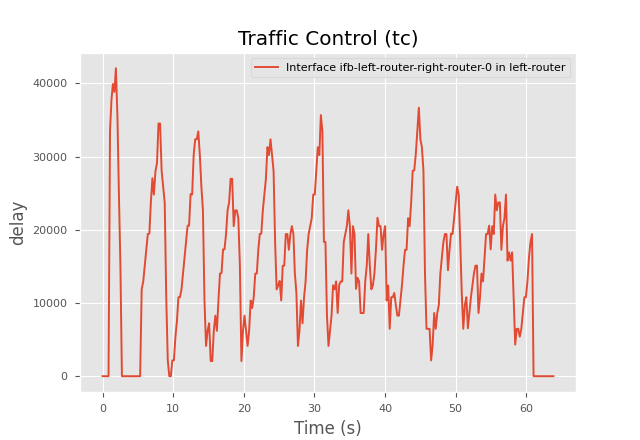 Traffic Control (tc)
Interface ifb-left-router-right-router-0 in left-router
delay
40000
30000
20000
10000
0
0 10 20 30 40 50 60
Time (s)